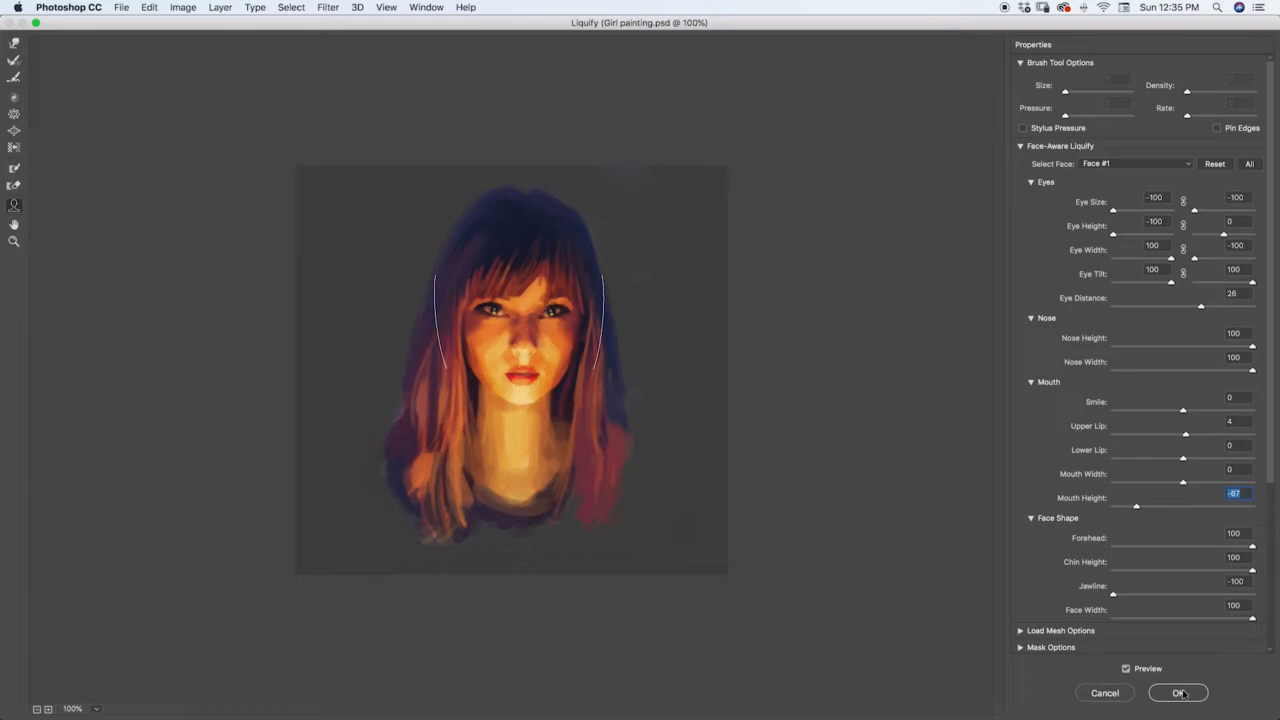 Photoshop CC File Edit Image Layer Type Select Filter 3D View Window Help Sun 12:35 PM
Liquify (Girl painting.psd @ 100%)
Properties
Brush Tool Options
Size: Density:
Pressure: Rate:
Stylus Pressure Pin Edges
Face-Aware Liquify
Select Face: Face #1 Reset All
Eyes
Eye Size: -100 -100
Eye Height: -100 0
Eye Width: 100 -100
Eye Tilt: 100 100
Eye Distance: 26
Nose
Nose Height: 100
Nose Width: 100
Mouth
Smile: 0
Upper Lip: 4
Lower Lip: 0
Mouth Width: 0
Mouth Height: -67
Face Shape
Forehead: 100
Chin Height: 100
Jawline: -100
Face Width: 100
Load Mesh Options
Mask Options
Preview
Cancel OK
100%